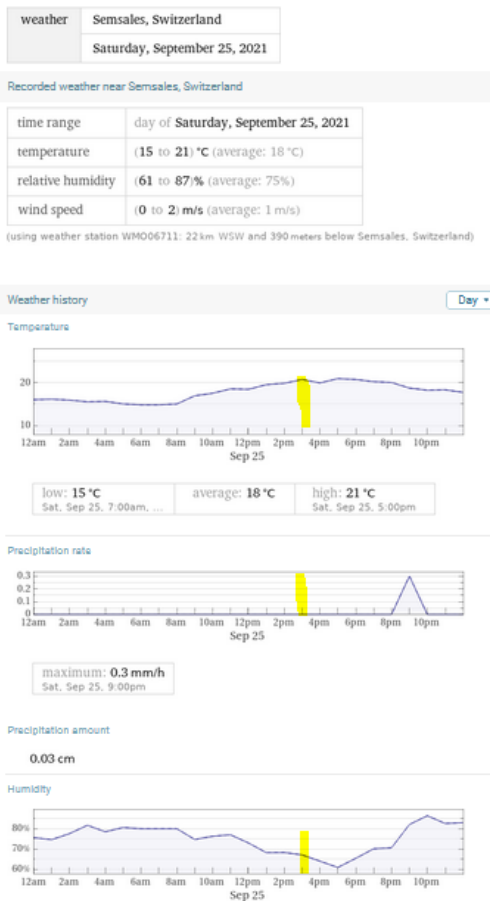 weather
Semsales, Switzerland
Saturday, September 25, 2021
Recorded weather near Semsales, Switzerland
time range day of Saturday, September 25, 2021
temperature (15 to 21) °C (average: 18 °C)
relative humidity (61 to 87)% (average: 75%)
wind speed (0 to 2) m/s (average: 1 m/s)
(using weather station WMO06711: 22 km WSW and 390 meters below Semsales, Switzerland)
Weather history Day
Temperature
20
10
12am 2am 4am 6am 8am 10am 12pm 2pm 4pm 6pm 8pm 10pm
Sep 25
low: 15 °C average: 18 °C high: 21 °C
Sat, Sep 25, 7:00am, ... Sat, Sep 25, 5:00pm
Precipitation rate
0.3
0.2
0.1
0
12am 2am 4am 6am 8am 10am 12pm 2pm 4pm 6pm 8pm 10pm
Sep 25
maximum: 0.3 mm/h
Sat, Sep 25, 9:00pm
Precipitation amount
0.03 cm
Humidity
80%
70%
60%
12am 2am 4am 6am 8am 10am 12pm 2pm 4pm 6pm 8pm 10pm
Sep 25